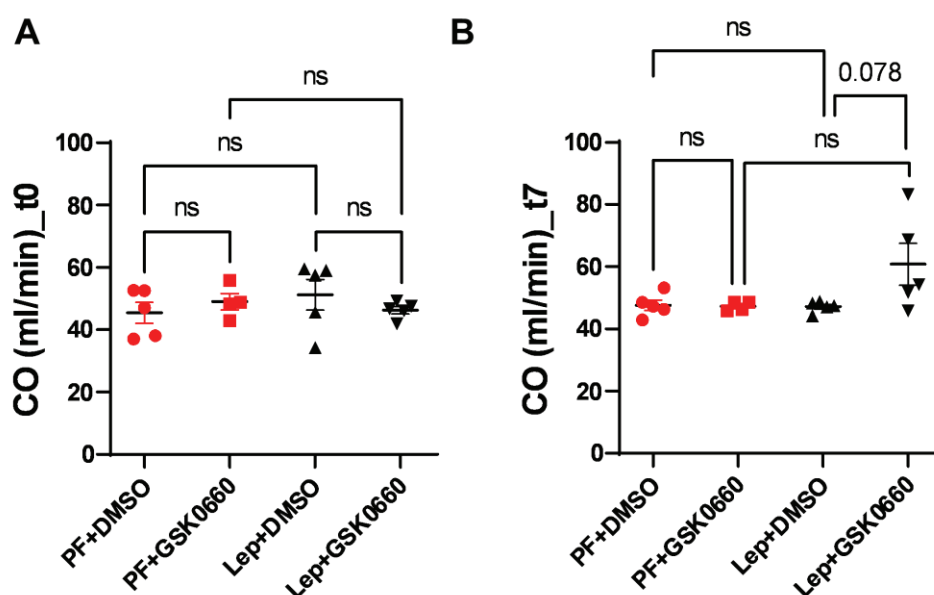 A
ns
ns
ns
ns
100
80
60
40
20
0
CO (ml/min)_t0
PF+DMSO
PF+GSK0660
Lep+DMSO
Lep+GSK0660
B
ns
0.078
ns
ns
100
80
60
40
20
0
CO (ml/min)_t7
PF+DMSO
PF+GSK0660
Lep+DMSO
Lep+GSK0660